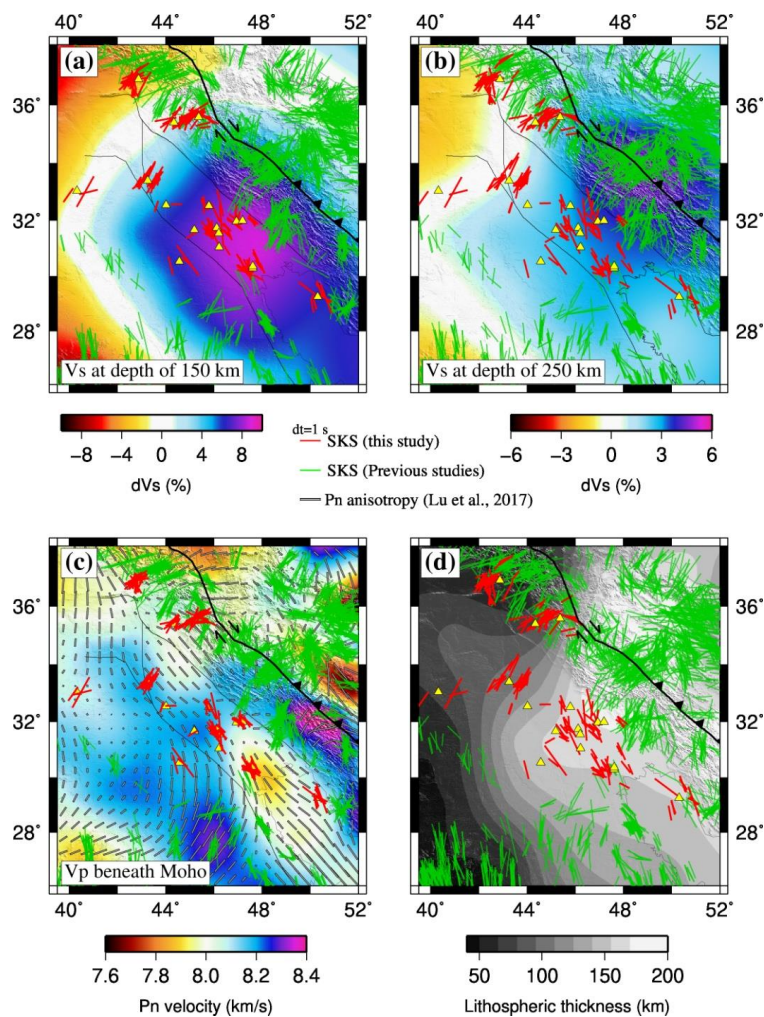 40˚ 44˚ 48˚ 52˚ 40˚ 44˚ 48˚ 52˚
(a) (b)
36˚ 36˚
32˚ 32˚
28˚ 28˚
Vs at depth of 150 km Vs at depth of 250 km
−8 −4 0 4 8
dVs (%)
dt=1 s
SKS (this study)
SKS (Previous studies)
Pn anisotropy (Lu et al., 2017)
−6 −3 0 3 6
dVs (%)
(c) (d)
36˚ 36˚
32˚ 32˚
28˚ 28˚
Vp beneath Moho
40˚ 44˚ 48˚ 52˚ 40˚ 44˚ 48˚ 52˚
7.6 7.8 8.0 8.2 8.4
Pn velocity (km/s)
50 100 150 200
Lithospheric thickness (km)